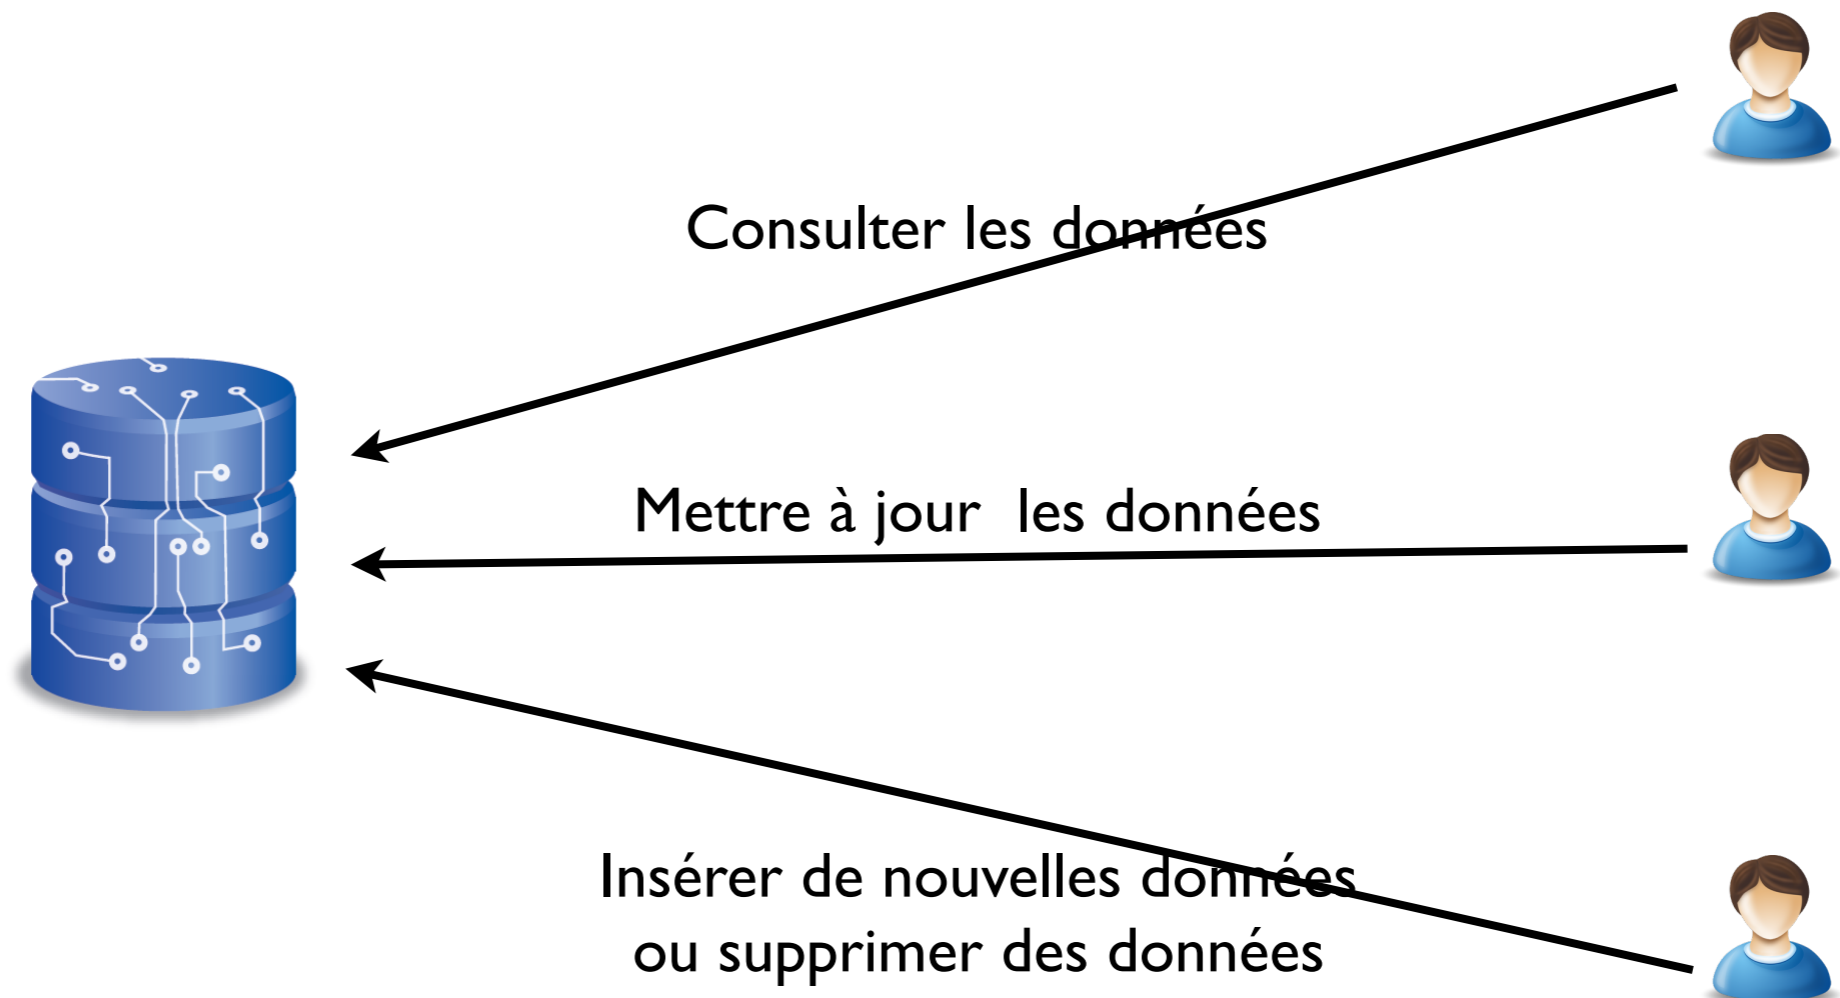 Consulter les données
Mettre à jour les données
Insérer de nouvelles données
ou supprimer des données